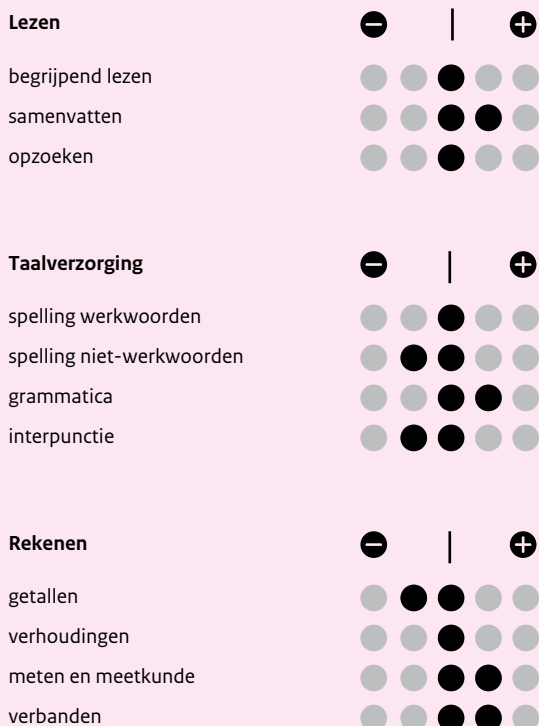 Lezen
begrijpend lezen
samenvatten
opzoeken
Taalverzorging
spelling werkwoorden
spelling niet-werkwoorden
grammatica
interpunctie
Rekenen
getallen
verhoudingen
meten en meetkunde
verbanden